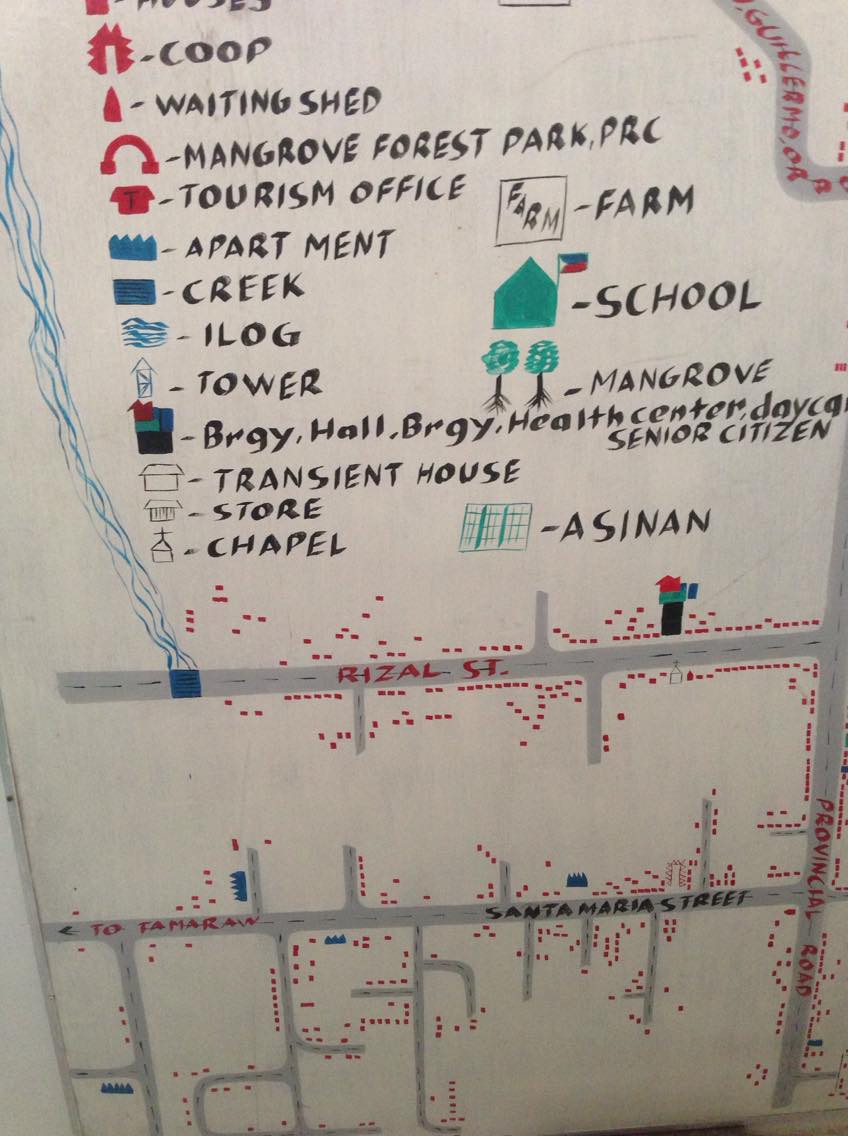 HOUSES
- COOP
- WAITING SHED
- MANGROVE FOREST PARK, PRC
T - TOURISM OFFICE
FARM - FARM
- APART MENT
- CREEK
- SCHOOL
- ILOG
- TOWER
- MANGROVE
- Brgy, Hall, Brgy, Health center, dayca
SENIOR CITIZEN
- TRANSIENT HOUSE
- STORE
- ASINAN
- CHAPEL
GUILLERMO, OR
RIZAL ST.
PROVINCIAL ROAD
SANTA MARIA STREET
← TO TAMARAW